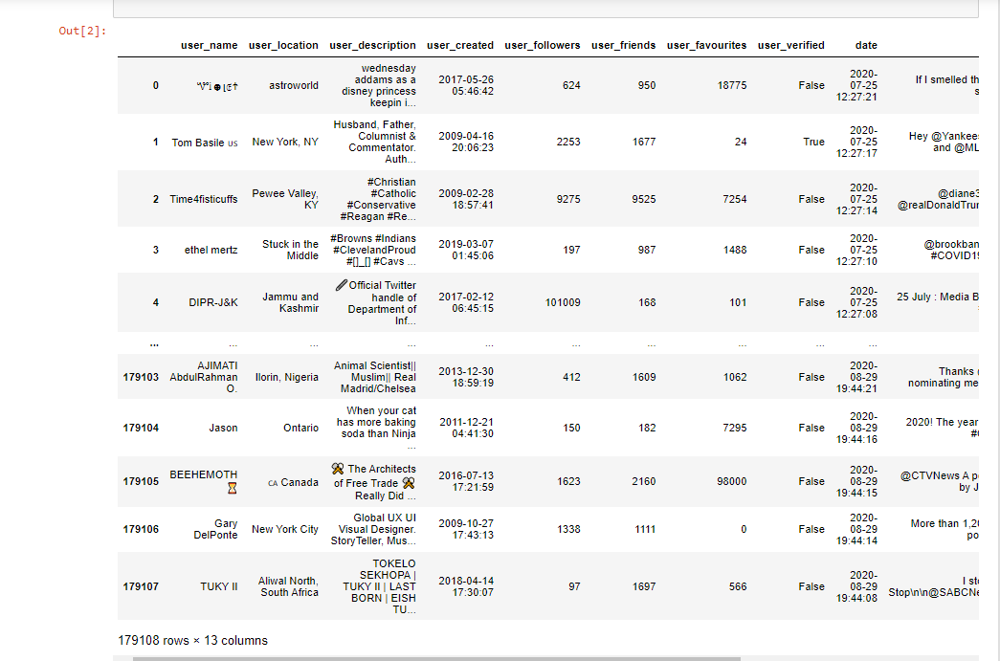 Out[2]:
user_name user_location user_description user_created user_followers user_friends user_favourites user_verified date
wednesday
addams as a
disney princess
keepin i...
0 astroworld 2017-05-26 05:46:42 624 950 18775 False 2020-07-25 12:27:21 If I smelled th
s
Husband, Father,
Columnist &
Commentator.
Auth...
1 Tom Basile US New York, NY 2009-04-16 20:06:23 2253 1677 24 True 2020-07-25 12:27:17 Hey @Yankee
and @ML
#Christian
#Catholic
#Conservative
#Reagan #Re...
2 Time4fisticuffs Pewee Valley, KY 2009-02-28 18:57:41 9275 9525 7254 False 2020-07-25 12:27:14 @diane3
@realDonaldTru
#Browns #Indians
#ClevelandProud
#[]_[] #Cavs ...
3 ethel mertz Stuck in the Middle 2019-03-07 01:45:06 197 987 1488 False 2020-07-25 12:27:10 @brookban
#COVID19
🖋️Official Twitter
handle of
Department of
Inf...
4 DIPR-J&K Jammu and Kashmir 2017-02-12 06:45:15 101009 168 101 False 2020-07-25 12:27:08 25 July : Media B
... ... ... ... ... ... ... ... ... ...
Animal Scientist||
Muslim|| Real
Madrid/Chelsea
179103 AJIMATI AbdulRahman O. Ilorin, Nigeria 2013-12-30 18:59:19 412 1609 1062 False 2020-08-29 19:44:21 Thanks
nominating me
When your cat
has more baking
soda than Ninja
...
179104 Jason Ontario 2011-12-21 04:41:30 150 182 7295 False 2020-08-29 19:44:16 2020! The year
⚒️ The Architects
of Free Trade ⚒️
Really Did ...
179105 BEEHEMOTH ⏳ CA Canada 2016-07-13 17:21:59 1623 2160 98000 False 2020-08-29 19:44:15 @CTVNews A p
by J
Global UX UI
Visual Designer.
StoryTeller, Mus...
179106 Gary DelPonte New York City 2009-10-27 17:43:13 1338 1111 0 False 2020-08-29 19:44:14 More than 1,20
po
TOKELO
SEKHOPA |
TUKY II | LAST
BORN | EISH
TU...
179107 TUKY II Aliwal North, South Africa 2018-04-14 17:30:07 97 1697 566 False 2020-08-29 19:44:08 I st
Stop\n\n@SABCNe
179108 rows × 13 columns